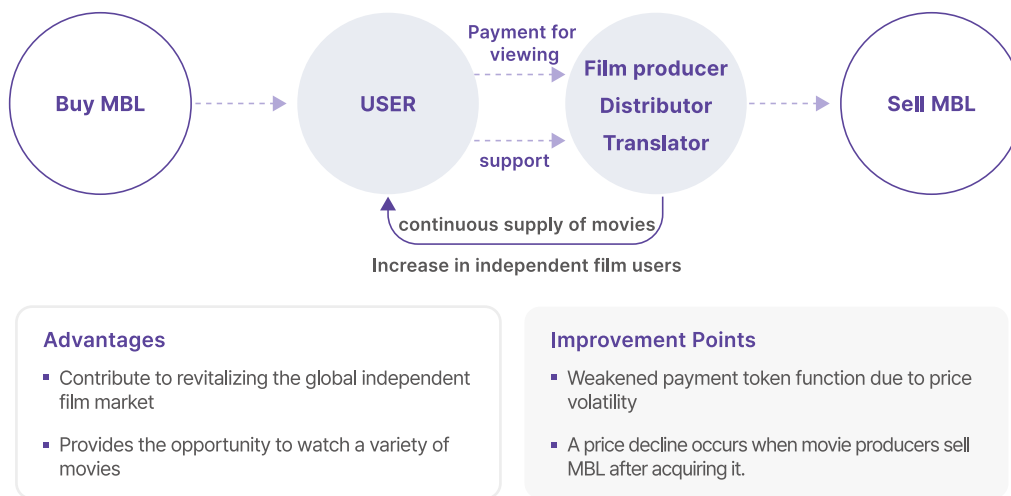 Buy MBL
USER
Payment for
viewing
support
Film producer
Distributor
Translator
Sell MBL
continuous supply of movies
Increase in independent film users
Advantages
▪ Contribute to revitalizing the global independent
film market
▪ Provides the opportunity to watch a variety of
movies
Improvement Points
▪ Weakened payment token function due to price
volatility
▪ A price decline occurs when movie producers sell
MBL after acquiring it.